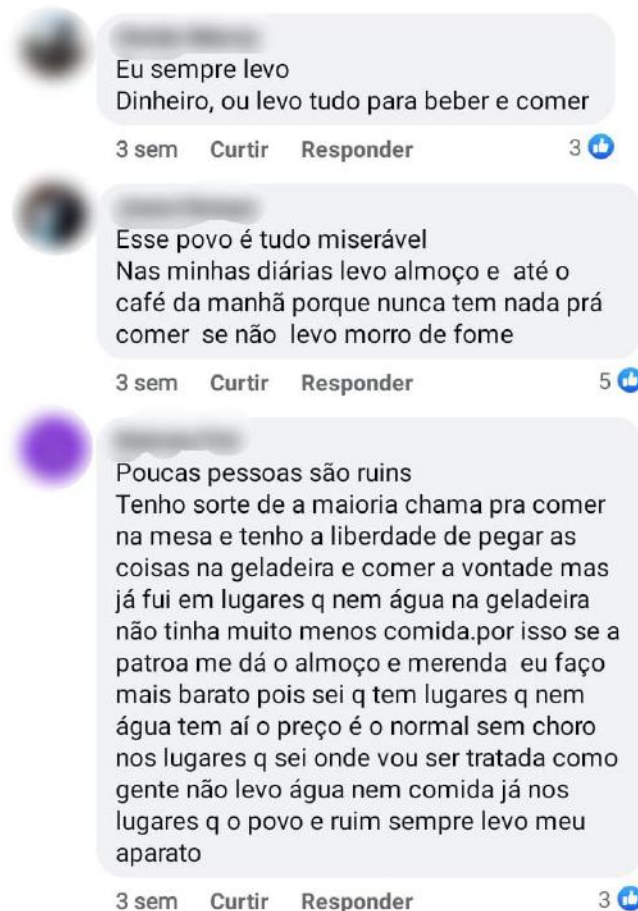 Eu sempre levo
Dinheiro, ou levo tudo para beber e comer
3 sem Curtir Responder 3
Esse povo é tudo miserável
Nas minhas diárias levo almoço e até o
café da manhã porque nunca tem nada prá
comer se não levo morro de fome
3 sem Curtir Responder 5
Poucas pessoas são ruins
Tenho sorte de a maioria chama pra comer
na mesa e tenho a liberdade de pegar as
coisas na geladeira e comer a vontade mas
já fui em lugares q nem água na geladeira
não tinha muito menos comida.por isso se a
patroa me dá o almoço e merenda eu faço
mais barato pois sei q tem lugares q nem
água tem aí o preço é o normal sem choro
nos lugares q sei onde vou ser tratada como
gente não levo água nem comida já nos
lugares q o povo e ruim sempre levo meu
aparato
3 sem Curtir Responder 3